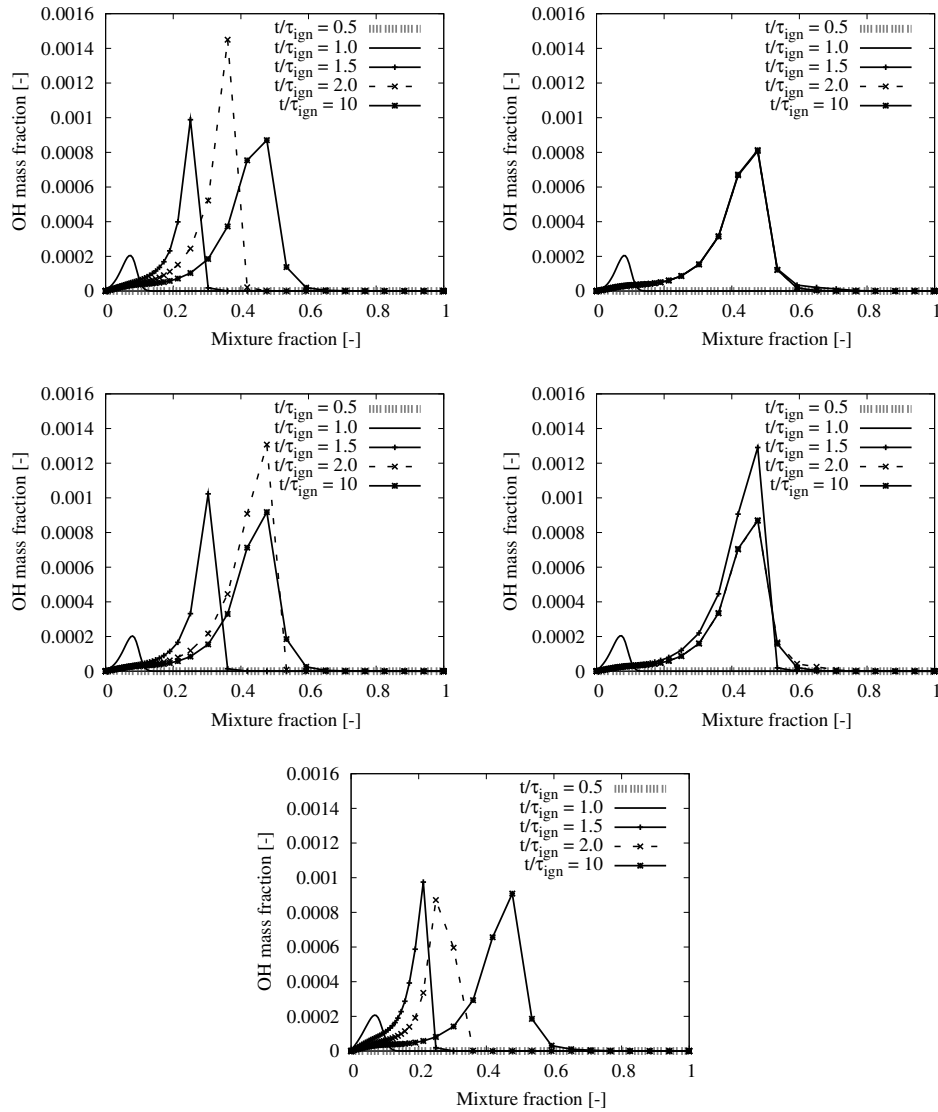 0.0016
0.0014
0.0012
0.001
0.0008
0.0006
0.0004
0.0002
0
OH mass fraction [-]
t/τign = 0.5
t/τign = 1.0
t/τign = 1.5
t/τign = 2.0
t/τign = 10
0 0.2 0.4 0.6 0.8 1
Mixture fraction [-]
0.0016
0.0014
0.0012
0.001
0.0008
0.0006
0.0004
0.0002
0
OH mass fraction [-]
t/τign = 0.5
t/τign = 1.0
t/τign = 1.5
t/τign = 2.0
t/τign = 10
0 0.2 0.4 0.6 0.8 1
Mixture fraction [-]
0.0016
0.0014
0.0012
0.001
0.0008
0.0006
0.0004
0.0002
0
OH mass fraction [-]
t/τign = 0.5
t/τign = 1.0
t/τign = 1.5
t/τign = 2.0
t/τign = 10
0 0.2 0.4 0.6 0.8 1
Mixture fraction [-]
0.0016
0.0014
0.0012
0.001
0.0008
0.0006
0.0004
0.0002
0
OH mass fraction [-]
t/τign = 0.5
t/τign = 1.0
t/τign = 1.5
t/τign = 2.0
t/τign = 10
0 0.2 0.4 0.6 0.8 1
Mixture fraction [-]
0.0016
0.0014
0.0012
0.001
0.0008
0.0006
0.0004
0.0002
0
OH mass fraction [-]
t/τign = 0.5
t/τign = 1.0
t/τign = 1.5
t/τign = 2.0
t/τign = 10
0 0.2 0.4 0.6 0.8 1
Mixture fraction [-]